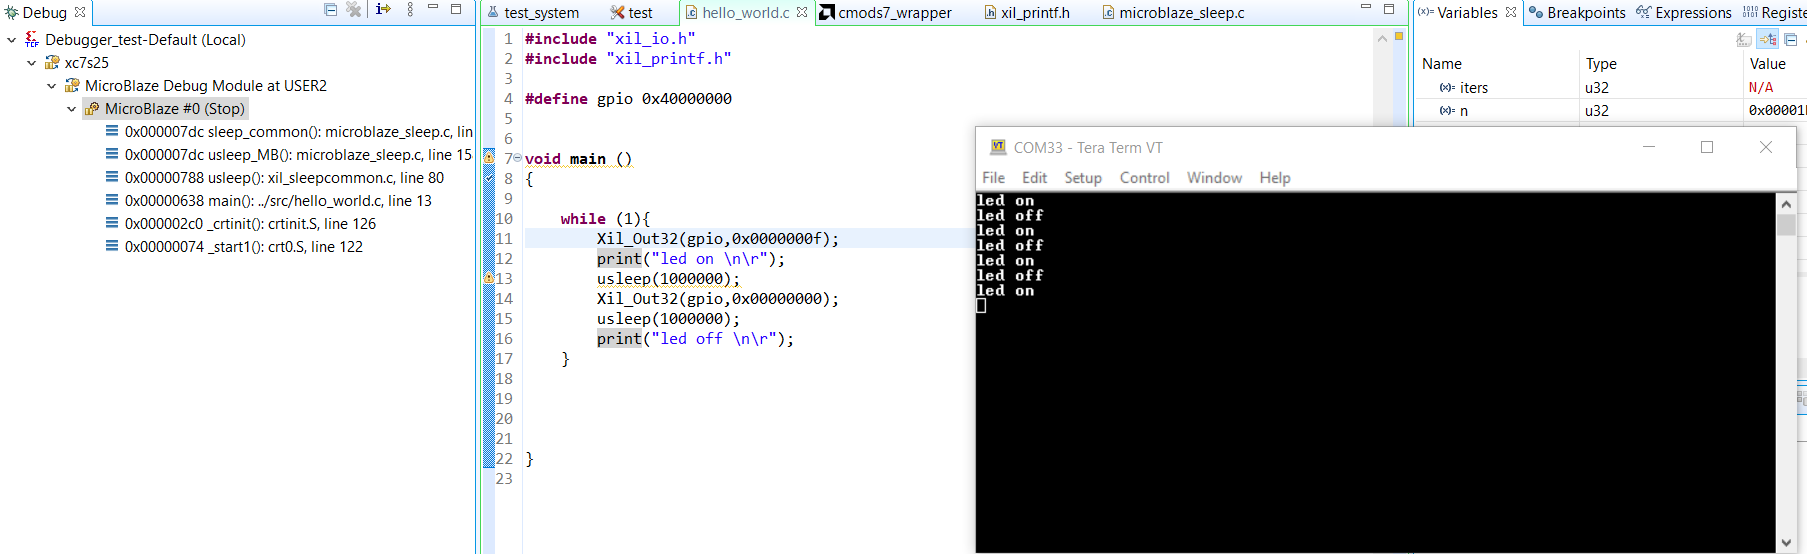 Debug
Debugger_test-Default (Local)
xc7s25
MicroBlaze Debug Module at USER2
MicroBlaze #0 (Stop)
0x000007dc sleep_common(): microblaze_sleep.c, lin
0x000007dc usleep_MB(): microblaze_sleep.c, line 15
0x00000788 usleep(): xil_sleepcommon.c, line 80
0x00000638 main(): ../src/hello_world.c, line 13
0x000002c0 _crtinit(): crtinit.S, line 126
0x00000074 _start1(): crt0.S, line 122
test_system
test
hello_world.c
cmods7_wrapper
xil_printf.h
microblaze_sleep.c
1 #include "xil_io.h"
2 #include "xil_printf.h"
3
4 #define gpio 0x40000000
5
6
7 void main ()
8 {
9
10 while (1){
11 Xil_Out32(gpio,0x0000000f);
12 print("led on \n\r");
13 usleep(1000000);
14 Xil_Out32(gpio,0x00000000);
15 usleep(1000000);
16 print("led off \n\r");
17 }
18
19
20
21
22 }
23
Variables
Breakpoints
Expressions
Registe
Name Type Value
iters u32 N/A
n u32 0x00001
COM33 - Tera Term VT
File Edit Setup Control Window Help
led on
led off
led on
led off
led on
led off
led on